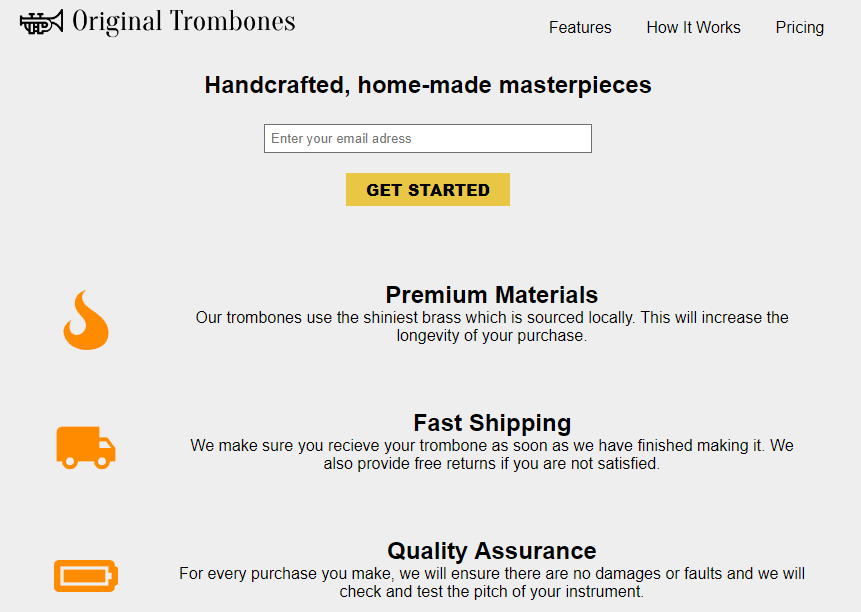 Original Trombones
Features
How It Works
Pricing
Handcrafted, home-made masterpieces
Enter your email adress
GET STARTED
Premium Materials
Our trombones use the shiniest brass which is sourced locally. This will increase the
longevity of your purchase.
Fast Shipping
We make sure you recieve your trombone as soon as we have finished making it. We
also provide free returns if you are not satisfied.
Quality Assurance
For every purchase you make, we will ensure there are no damages or faults and we will
check and test the pitch of your instrument.